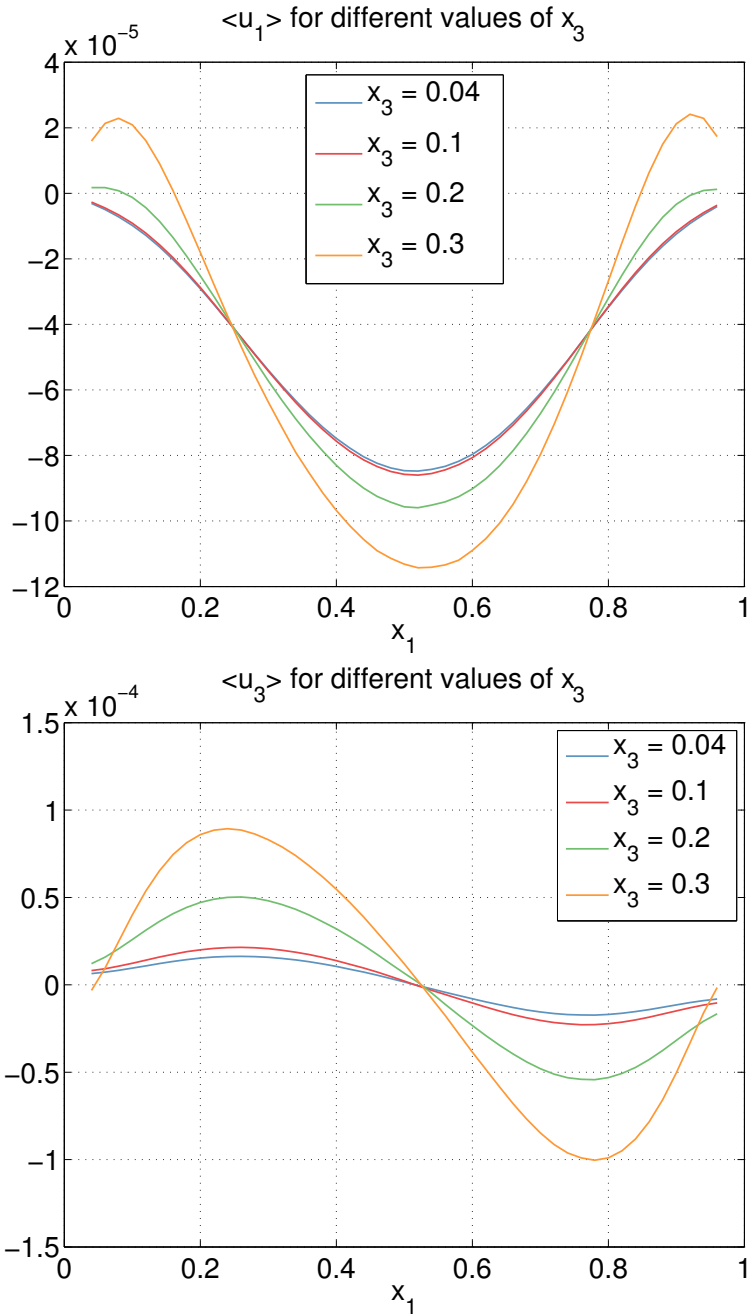 <u₁> for different values of x₃
x 10⁻⁵
4
2
0
−2
−4
−6
−8
−10
−12
0 0.2 0.4 0.6 0.8 1
x₁
x₃ = 0.04
x₃ = 0.1
x₃ = 0.2
x₃ = 0.3
<u₃> for different values of x₃
x 10⁻⁴
1.5
1
0.5
0
−0.5
−1
−1.5
0 0.2 0.4 0.6 0.8 1
x₁
x₃ = 0.04
x₃ = 0.1
x₃ = 0.2
x₃ = 0.3